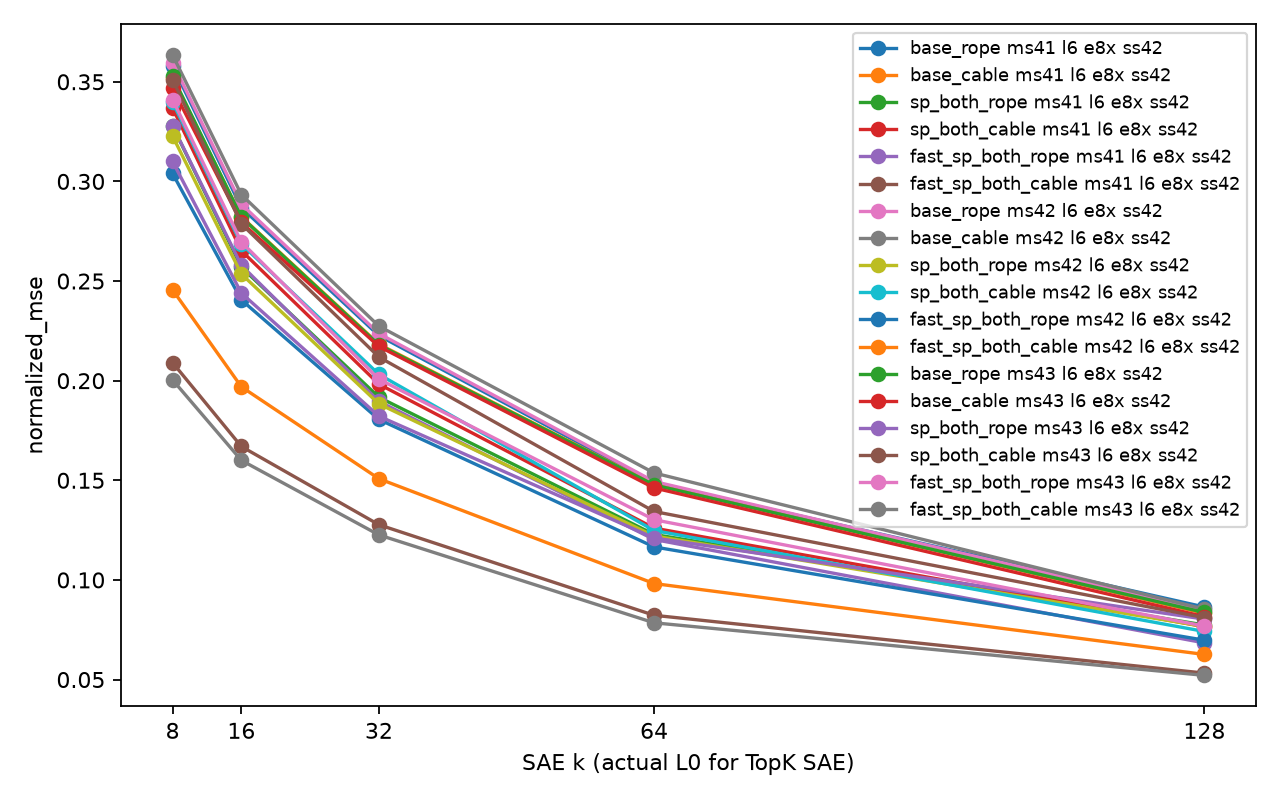 base_rope ms41 l6 e8x ss42
base_cable ms41 l6 e8x ss42
sp_both_rope ms41 l6 e8x ss42
sp_both_cable ms41 l6 e8x ss42
fast_sp_both_rope ms41 l6 e8x ss42
fast_sp_both_cable ms41 l6 e8x ss42
base_rope ms42 l6 e8x ss42
base_cable ms42 l6 e8x ss42
sp_both_rope ms42 l6 e8x ss42
sp_both_cable ms42 l6 e8x ss42
fast_sp_both_rope ms42 l6 e8x ss42
fast_sp_both_cable ms42 l6 e8x ss42
base_rope ms43 l6 e8x ss42
base_cable ms43 l6 e8x ss42
sp_both_rope ms43 l6 e8x ss42
sp_both_cable ms43 l6 e8x ss42
fast_sp_both_rope ms43 l6 e8x ss42
fast_sp_both_cable ms43 l6 e8x ss42
normalized_mse
0.35
0.30
0.25
0.20
0.15
0.10
0.05
8 16 32 64 128
SAE k (actual L0 for TopK SAE)